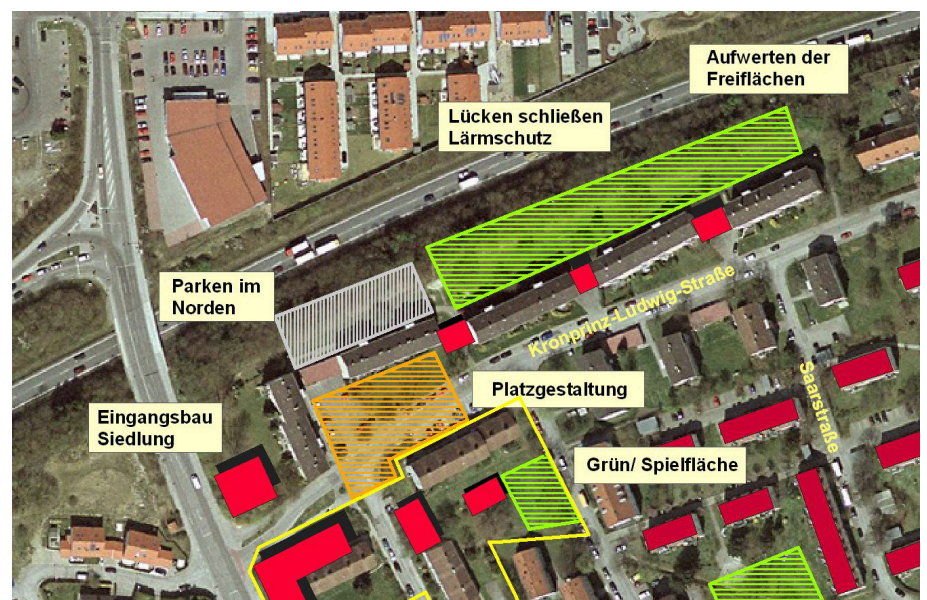 Aufwerten der
Freiflächen
Lücken schließen
Lärmschutz
Parken im
Norden
Kronprinz-Ludwig-Straße
Saarstraße
Platzgestaltung
Eingangsbau
Siedlung
Grün/ Spielfläche